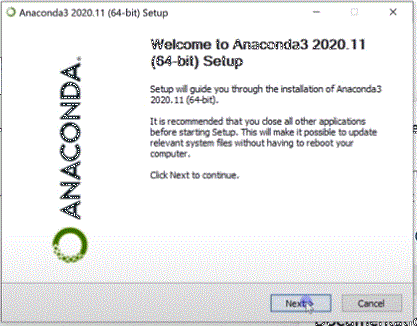 Anaconda3 2020.11 (64-bit) Setup
ANACONDA.
Welcome to Anaconda3 2020.11
(64-bit) Setup
Setup will guide you through the installation of Anaconda3
2020.11 (64-bit).
It is recommended that you close all other applications
before starting Setup. This will make it possible to update
relevant system files without having to reboot your
computer.
Click Next to continue.
Next >
Cancel